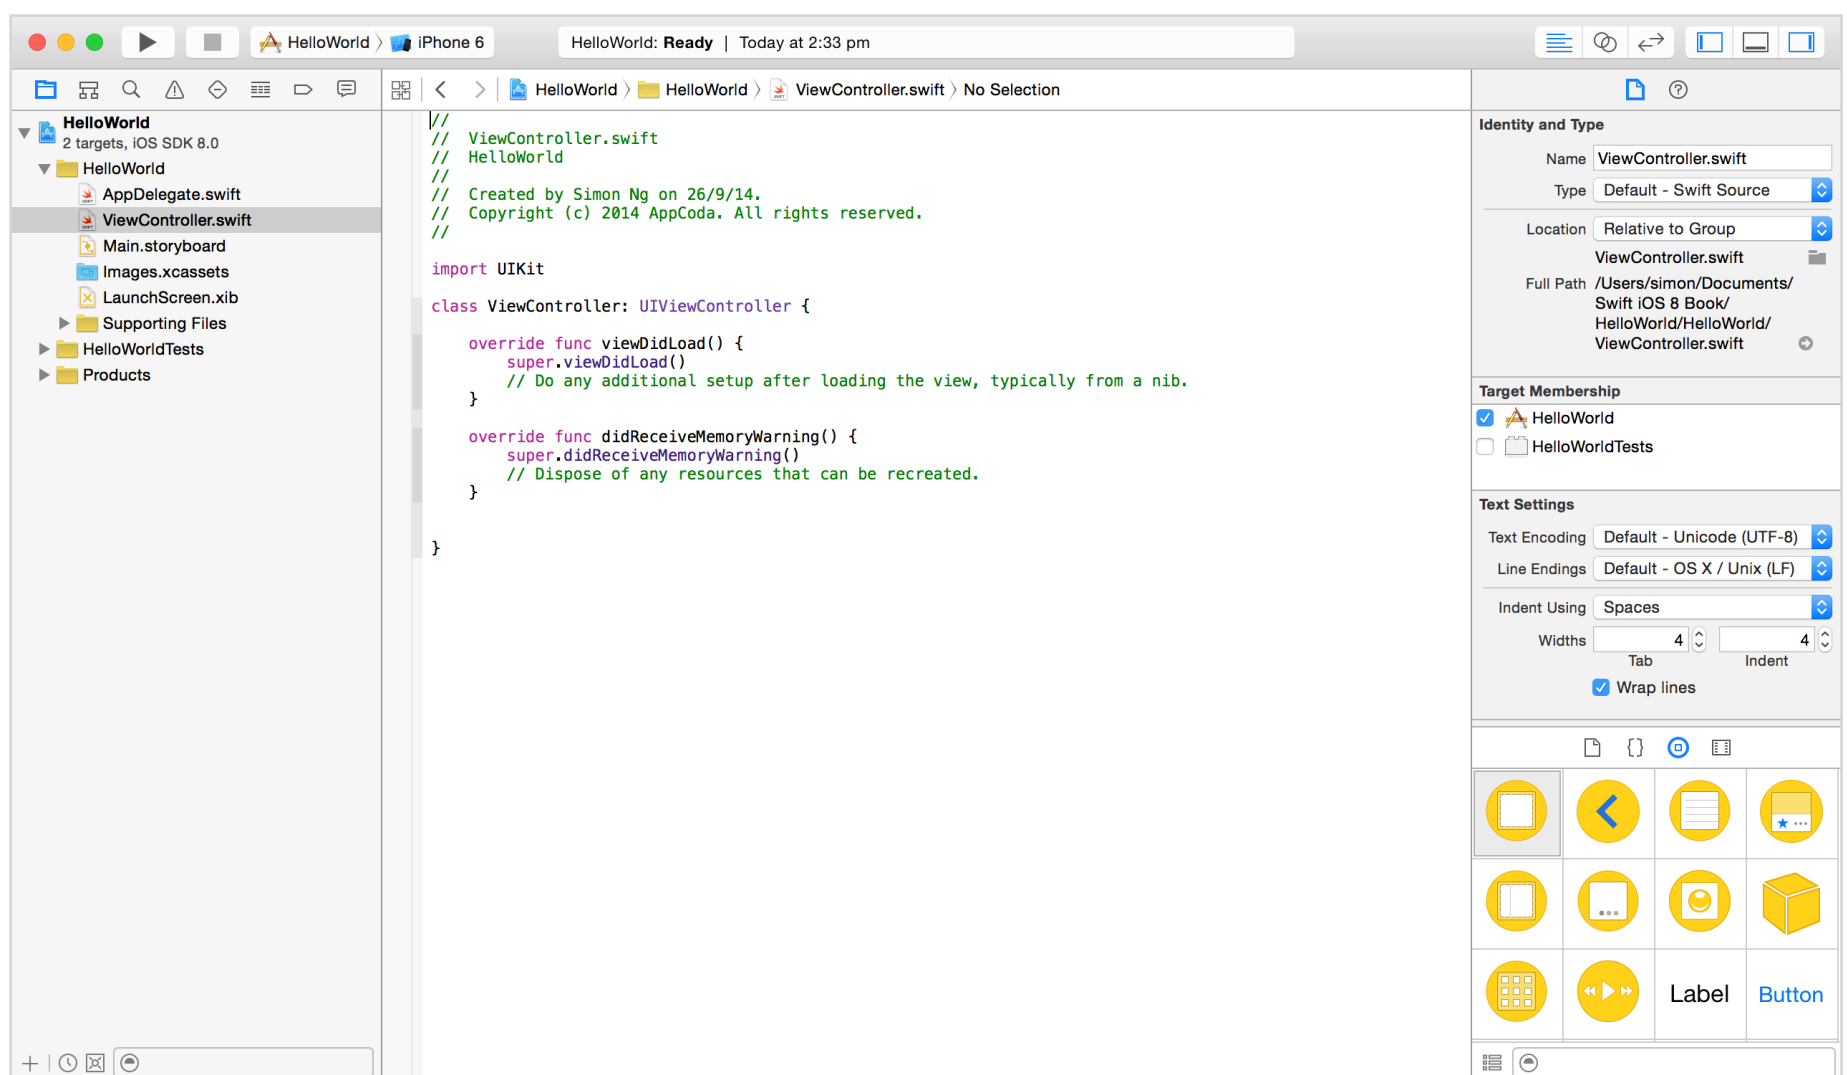 HelloWorld iPhone 6
HelloWorld: Ready | Today at 2:33 pm
HelloWorld HelloWorld ViewController.swift No Selection
HelloWorld
2 targets, iOS SDK 8.0
HelloWorld
AppDelegate.swift
ViewController.swift
Main.storyboard
Images.xcassets
LaunchScreen.xib
Supporting Files
HelloWorldTests
Products
//
//  ViewController.swift
//  HelloWorld
//
//  Created by Simon Ng on 26/9/14.
//  Copyright (c) 2014 AppCoda. All rights reserved.
//
import UIKit
class ViewController: UIViewController {
    override func viewDidLoad() {
        super.viewDidLoad()
        // Do any additional setup after loading the view, typically from a nib.
    }
    override func didReceiveMemoryWarning() {
        super.didReceiveMemoryWarning()
        // Dispose of any resources that can be recreated.
    }
}
Identity and Type
Name ViewController.swift
Type Default - Swift Source
Location Relative to Group
ViewController.swift
Full Path /Users/simon/Documents/
Swift iOS 8 Book/
HelloWorld/HelloWorld/
ViewController.swift
Target Membership
HelloWorld
HelloWorldTests
Text Settings
Text Encoding Default - Unicode (UTF-8)
Line Endings Default - OS X / Unix (LF)
Indent Using Spaces
Widths 4 4
Tab Indent
Wrap lines
{}
Label Button